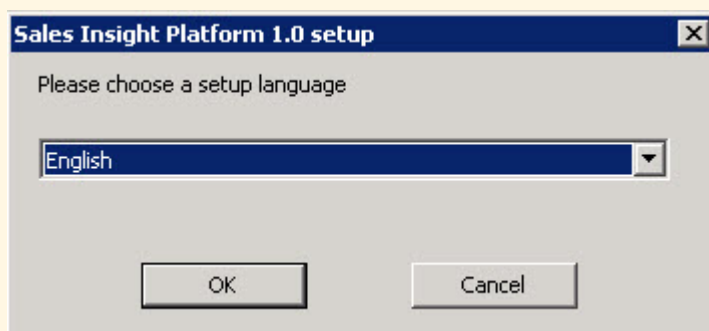 Sales Insight Platform 1.0 setup
Please choose a setup language
English
OK
Cancel